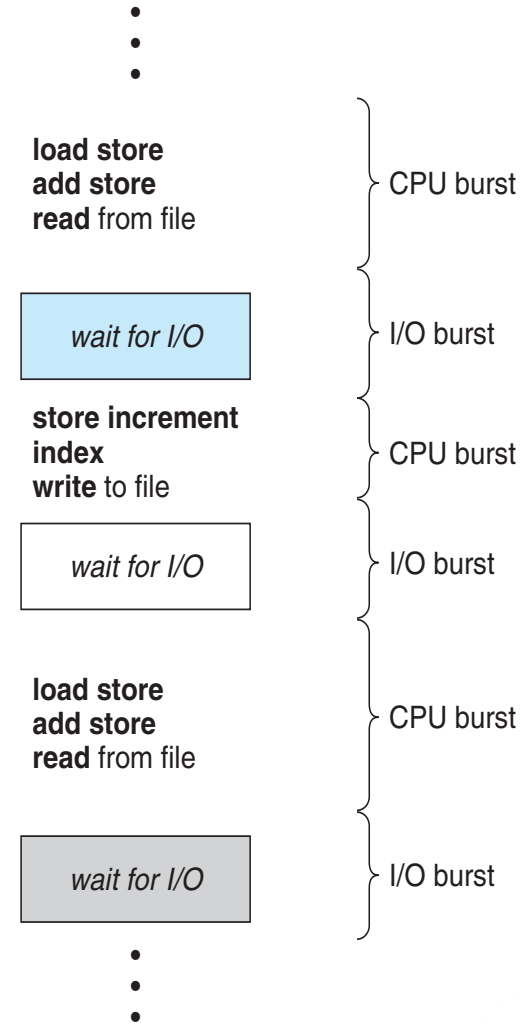 load store
add store
read from file
CPU burst
wait for I/O
I/O burst
store increment
index
write to file
CPU burst
wait for I/O
I/O burst
load store
add store
read from file
CPU burst
wait for I/O
I/O burst